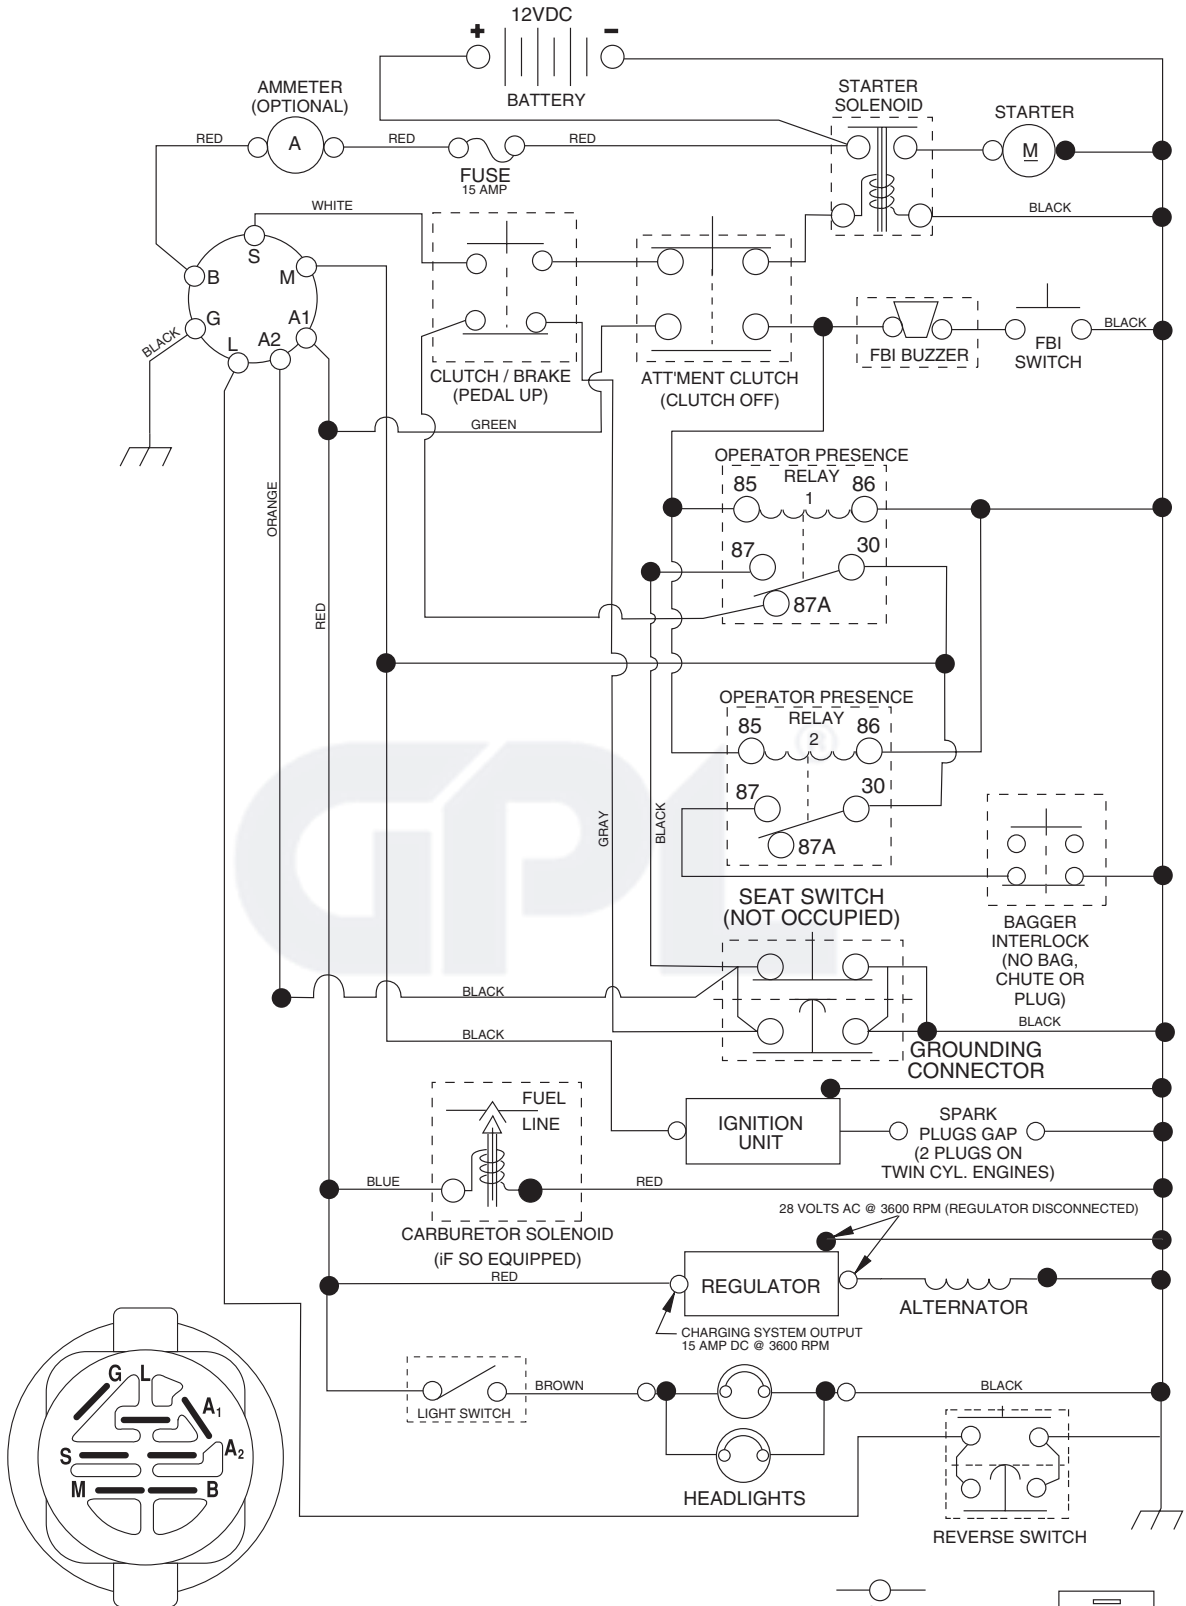 12VDC
+
-
BATTERY
AMMETER
(OPTIONAL)
STARTER
SOLENOID
STARTER
RED
A
RED
FUSE
15 AMP
RED
M
WHITE
BLACK
S
B
M
G
A1
L
A2
BLACK
CLUTCH / BRAKE
(PEDAL UP)
ATT'MENT CLUTCH
(CLUTCH OFF)
FBI BUZZER
FBI
SWITCH
BLACK
GREEN
ORANGE
RED
OPERATOR PRESENCE
RELAY
1
85
86
87
30
87A
OPERATOR PRESENCE
RELAY
2
®
85
86
87
30
87A
GRAY
BLACK
GPL
SEAT SWITCH
(NOT OCCUPIED)
BAGGER
INTERLOCK
(NO BAG,
CHUTE OR
PLUG)
BLACK
BLACK
BLACK
GROUNDING
CONNECTOR
FUEL
LINE
IGNITION
UNIT
SPARK
PLUGS GAP
(2 PLUGS ON
TWIN CYL. ENGINES)
BLUE
RED
CARBURETOR SOLENOID
(iF SO EQUIPPED)
28 VOLTS AC @ 3600 RPM (REGULATOR DISCONNECTED)
RED
REGULATOR
ALTERNATOR
CHARGING SYSTEM OUTPUT
15 AMP DC @ 3600 RPM
LIGHT SWITCH
BROWN
BLACK
HEADLIGHTS
REVERSE SWITCH
G
L
A1
S
A2
M
B